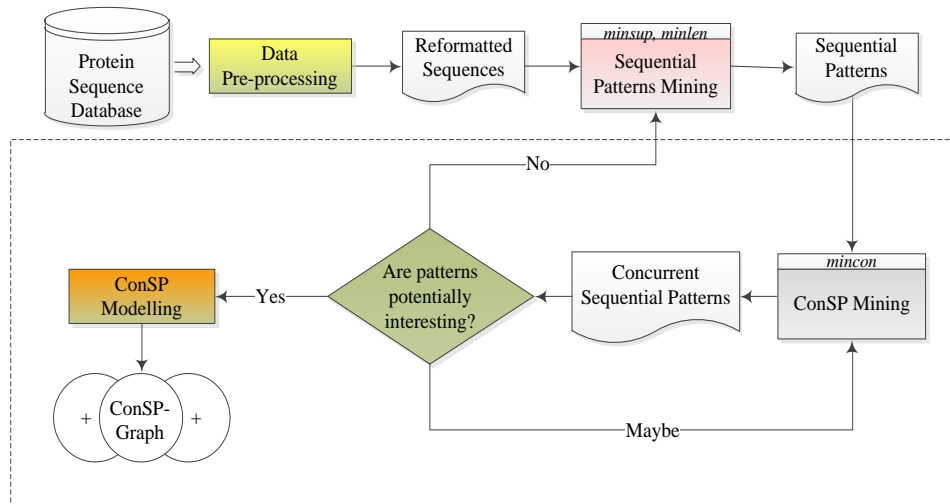 Protein
Sequence
Database
Data
Pre-processing
Reformatted
Sequences
minsup, minlen
Sequential
Patterns Mining
Sequential
Patterns
No
Are patterns
potentially
interesting?
Yes
ConSP
Modelling
Concurrent
Sequential Patterns
mincon
ConSP Mining
Maybe
+
ConSP-
Graph
+